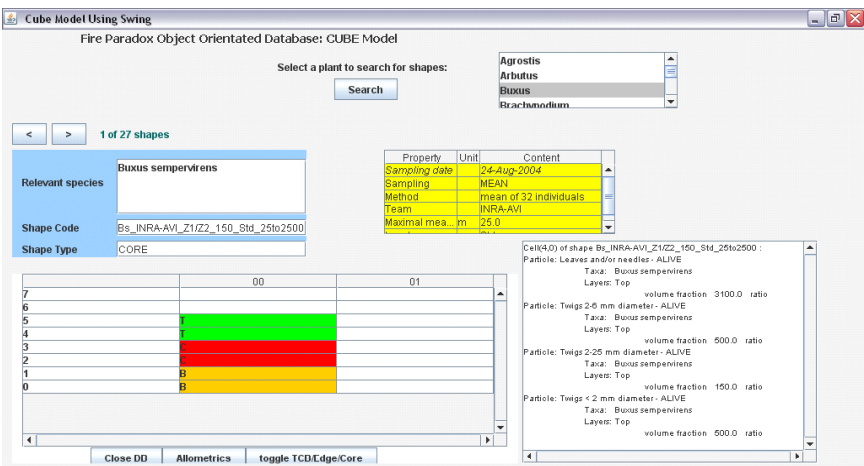 Cube Model Using Swing
Fire Paradox Object Orientated Database: CUBE Model
Select a plant to search for shapes:
Search
Agrostis
Arbutus
Buxus
Brachypodium
< > 1 of 27 shapes
Relevant species Buxus sempervirens
Shape Code Bs_INRA-AVI_Z1/Z2_150_Std_25to2500
Shape Type CORE
Property Unit Content
Sampling date 24-Aug-2004
Sampling MEAN
Method mean of 32 individuals
Team INRA-AVI
Maximal mea... m 25.0
00 01
7
6
5 T
4 T
3 C
2 C
1 B
0 B
Cell(4,0) of shape Bs_INRA-AVI_Z1/Z2_150_Std_25to2500 :
Particle: Leaves and/or needles - ALIVE
Taxa: Buxus sempervirens
Layers: Top
volume fraction 3100.0 ratio
Particle: Twigs 2-6 mm diameter - ALIVE
Taxa: Buxus sempervirens
Layers: Top
volume fraction 500.0 ratio
Particle: Twigs 2-25 mm diameter - ALIVE
Taxa: Buxus sempervirens
Layers: Top
volume fraction 150.0 ratio
Particle: Twigs < 2 mm diameter - ALIVE
Taxa: Buxus sempervirens
Layers: Top
volume fraction 500.0 ratio
Close DD Allometrics toggle TCB/Edge/Core